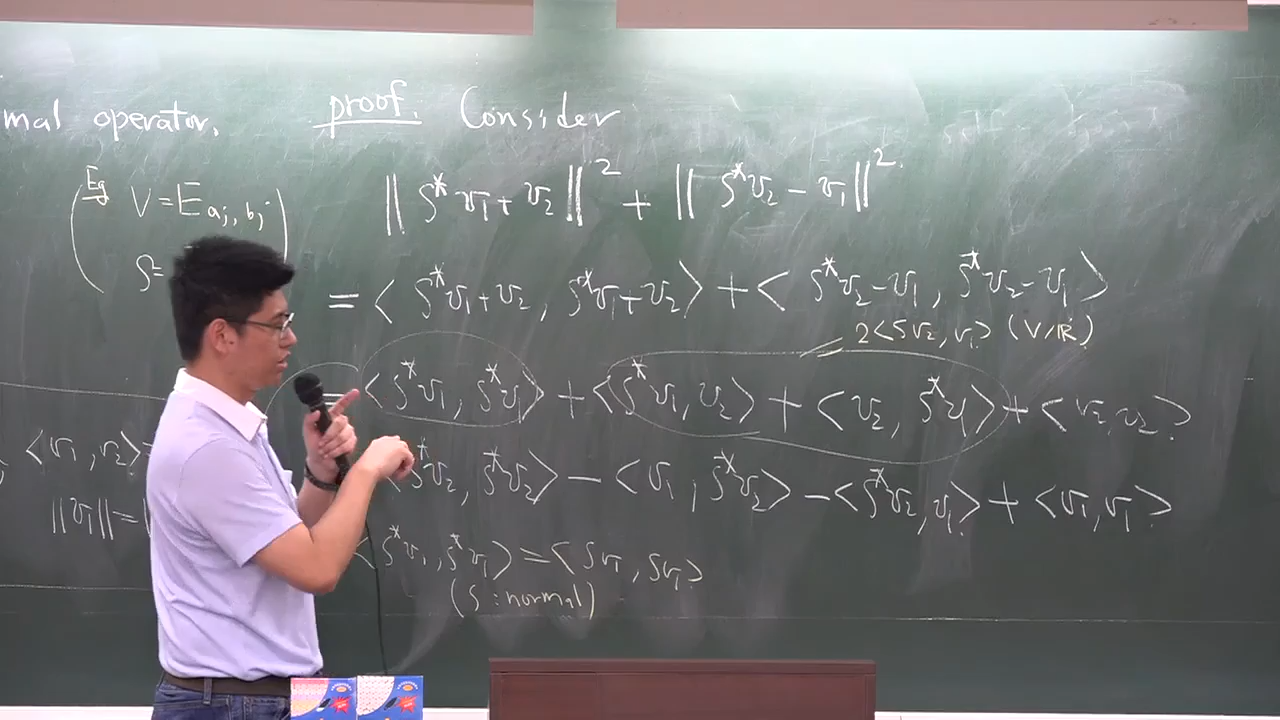 mal operator.
Eg V = E_{a_j, b_j}
S=
<v₁, v₂>
||v₁|| =
proof. Consider
|| S*v₁ + v₂ ||² + || S*v₂ - v₁ ||².
= < S*v₁ + v₂, S*v₁ + v₂ > + < S*v₂ - v₁, S*v₂ - v₁ >
= 2<Sv₂, v₁> (V/ℝ)
= <S*v₁, S*v₁> + <S*v₁, v₂> + <v₂, S*v₁> + <v₂, v₂>
S*v₂, S*v₂> - <v₁, S*v₂> - <S*v₂, v₁> + <v₁, v₁>
<S*v₁, S*v₁> = <Sv₁, Sv₁>
(S : normal)